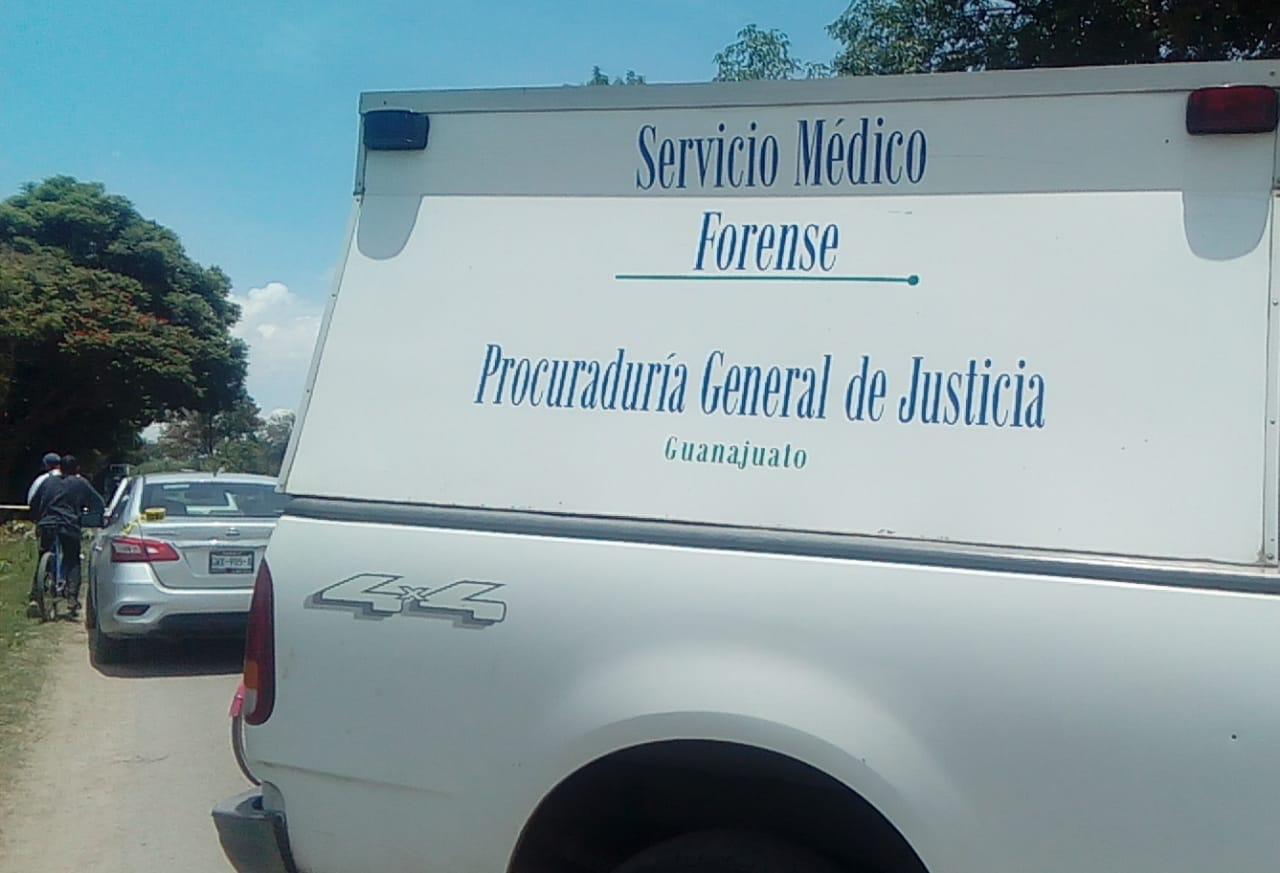 Servicio Médico
Forense
Procuraduría General de Justicia
Guanajuato
4x4